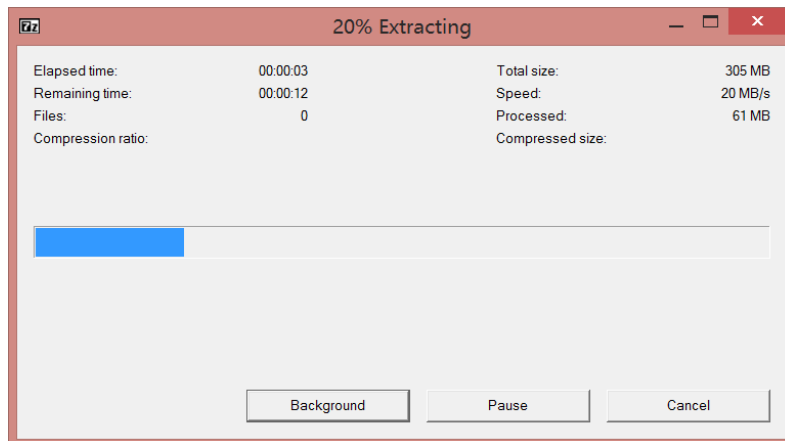 7z
20% Extracting
Elapsed time: 00:00:03 Total size: 305 MB
Remaining time: 00:00:12 Speed: 20 MB/s
Files: 0 Processed: 61 MB
Compression ratio: Compressed size:
Background Pause Cancel